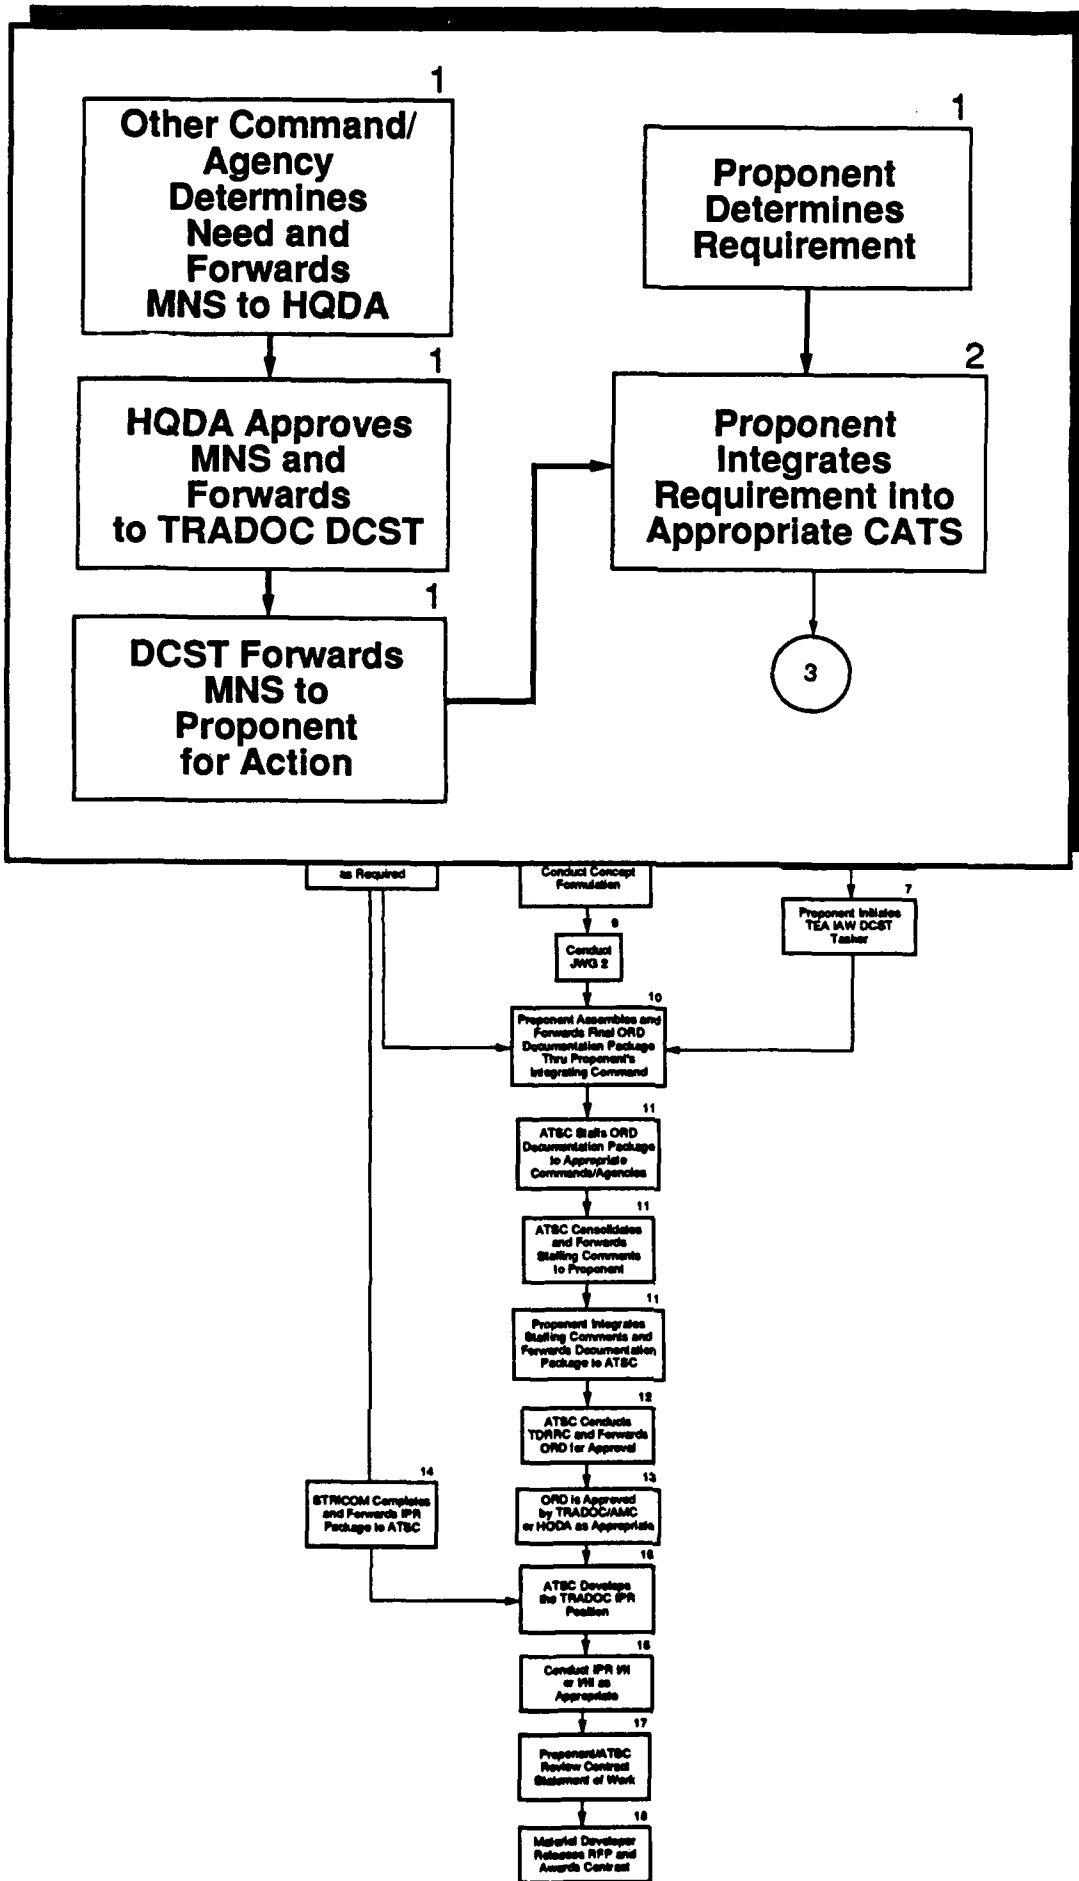 1
Other Command/
Agency
Determines
Need and
Forwards
MNS to HQDA
1
HQDA Approves
MNS and
Forwards
to TRADOC DCST
1
DCST Forwards
MNS to
Proponent
for Action
1
Proponent
Determines
Requirement
2
Proponent
Integrates
Requirement into
Appropriate CATS
3
as Required
Conduct Concept
Formulation
7
Proponent Initiates
TEA IAW DCST
Tasker
9
Conduct
JWG 2
10
Proponent Assembles and
Forwards Final ORD
Documentation Package
Thru Proponent's
Integrating Command
11
ATSC Staffs ORD
Documentation Package
to Appropriate
Commands/Agencies
11
ATSC Consolidates
and Forwards
Staffing Comments
to Proponent
11
Proponent Integrates
Staffing Comments and
Forwards Documentation
Package to ATSC
12
ATSC Conducts
TDRRC and Forwards
ORD for Approval
14
STRICOM Completes
and Forwards IPR
Package to ATSC
13
ORD is Approved
by TRADOC/AMC
or HQDA as Appropriate
ATSC Develops
the TRADOC IPR
Position
Conduct IPR I/II
or I/III as
Appropriate
17
Proponent/ATSC
Review Contract
Statement of Work
18
Material Developer
Releases RFP and
Awards Contract